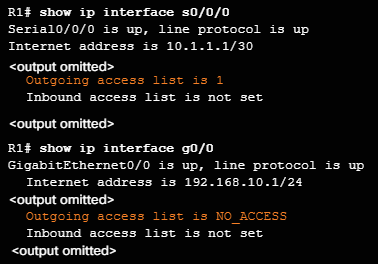 R1# show ip interface s0/0/0
Serial0/0/0 is up, line protocol is up
Internet address is 10.1.1.1/30
<output omitted>
Outgoing access list is 1
Inbound access list is not set
<output omitted>
R1# show ip interface g0/0
GigabitEthernet0/0 is up, line protocol is up
Internet address is 192.168.10.1/24
<output omitted>
Outgoing access list is NO_ACCESS
Inbound access list is not set
<output omitted>